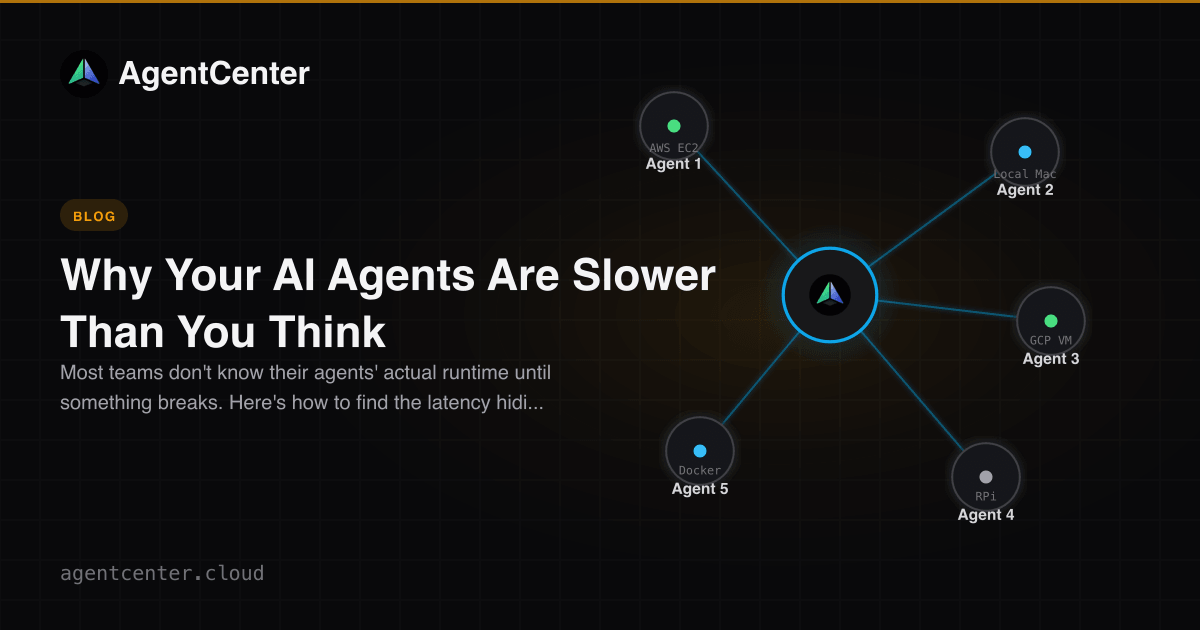 AgentCenter
BLOG
Why Your AI Agents Are Slower
Than You Think
Most teams don't know their agents' actual runtime until
something breaks. Here's how to find the latency hidi...
agentcenter.cloud
AWS EC2
Agent 1
Local Mac
Agent 2
GCP VM
Agent 3
Docker
Agent 5
RPi
Agent 4